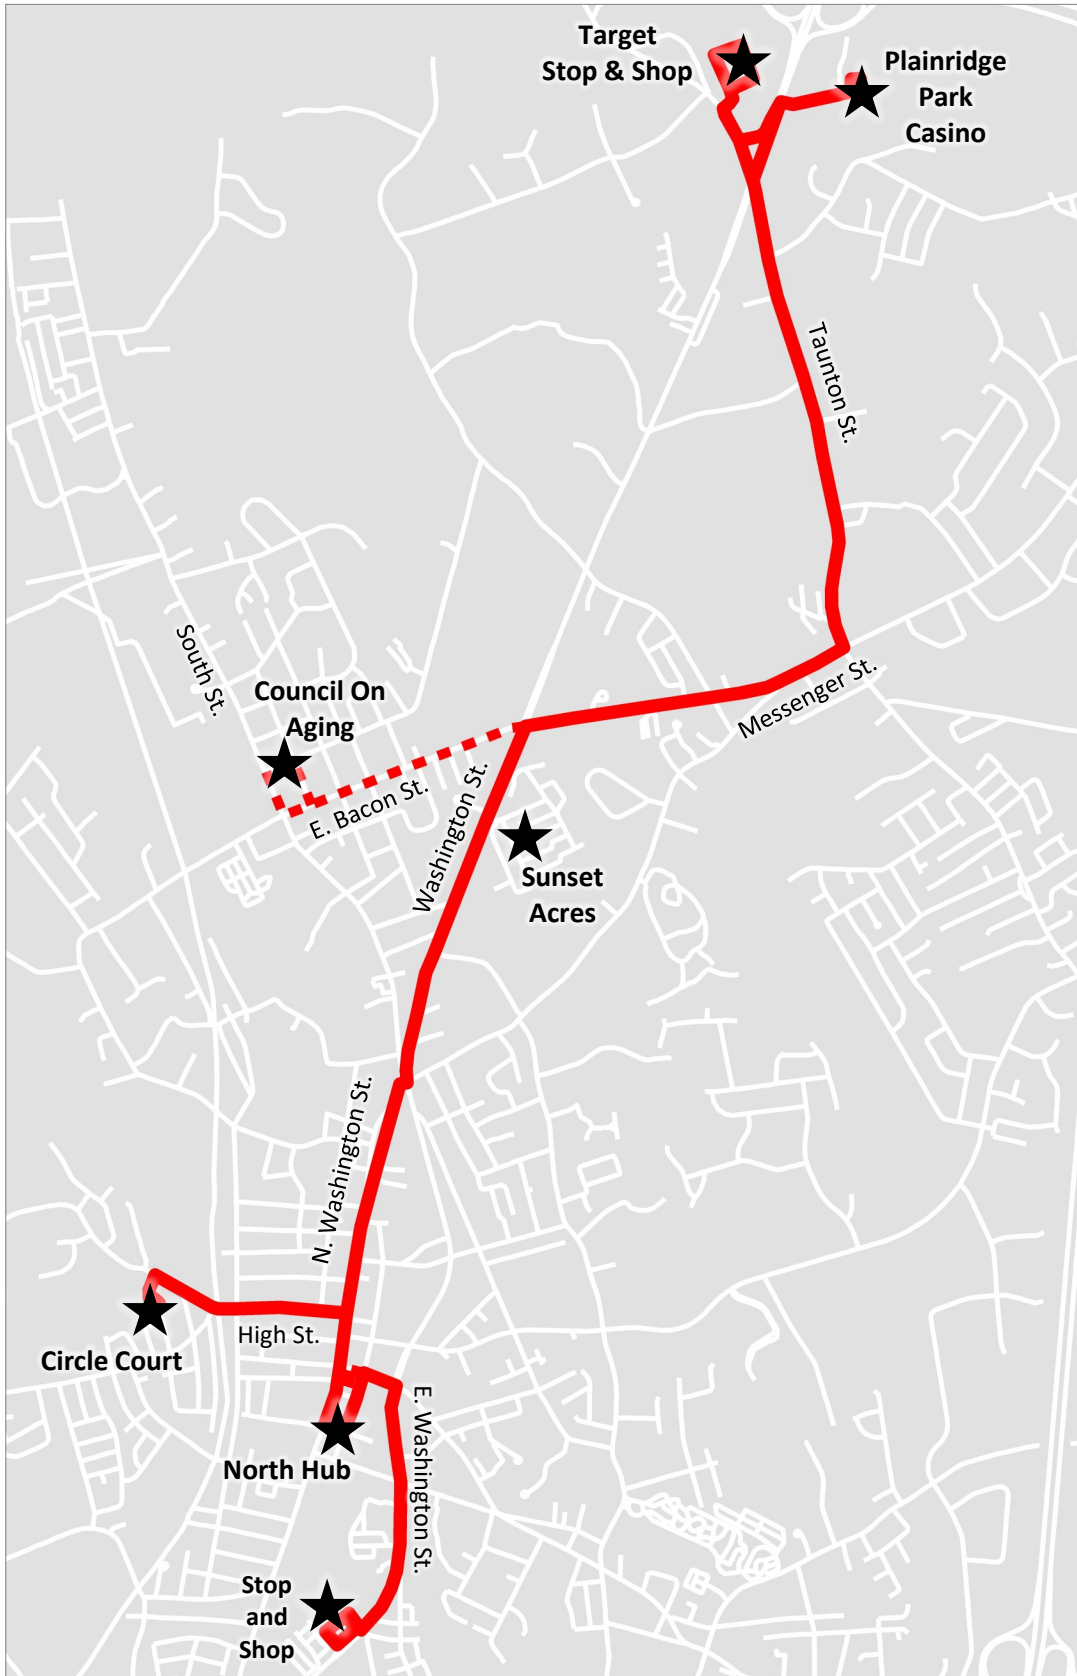 Target
Stop & Shop
Plainridge
Park
Casino
Taunton St.
South St.
Council On
Aging
Messenger St.
E. Bacon St.
Washington St.
Sunset
Acres
N. Washington St.
High St.
Circle Court
E. Washington St.
North Hub
Stop
and
Shop